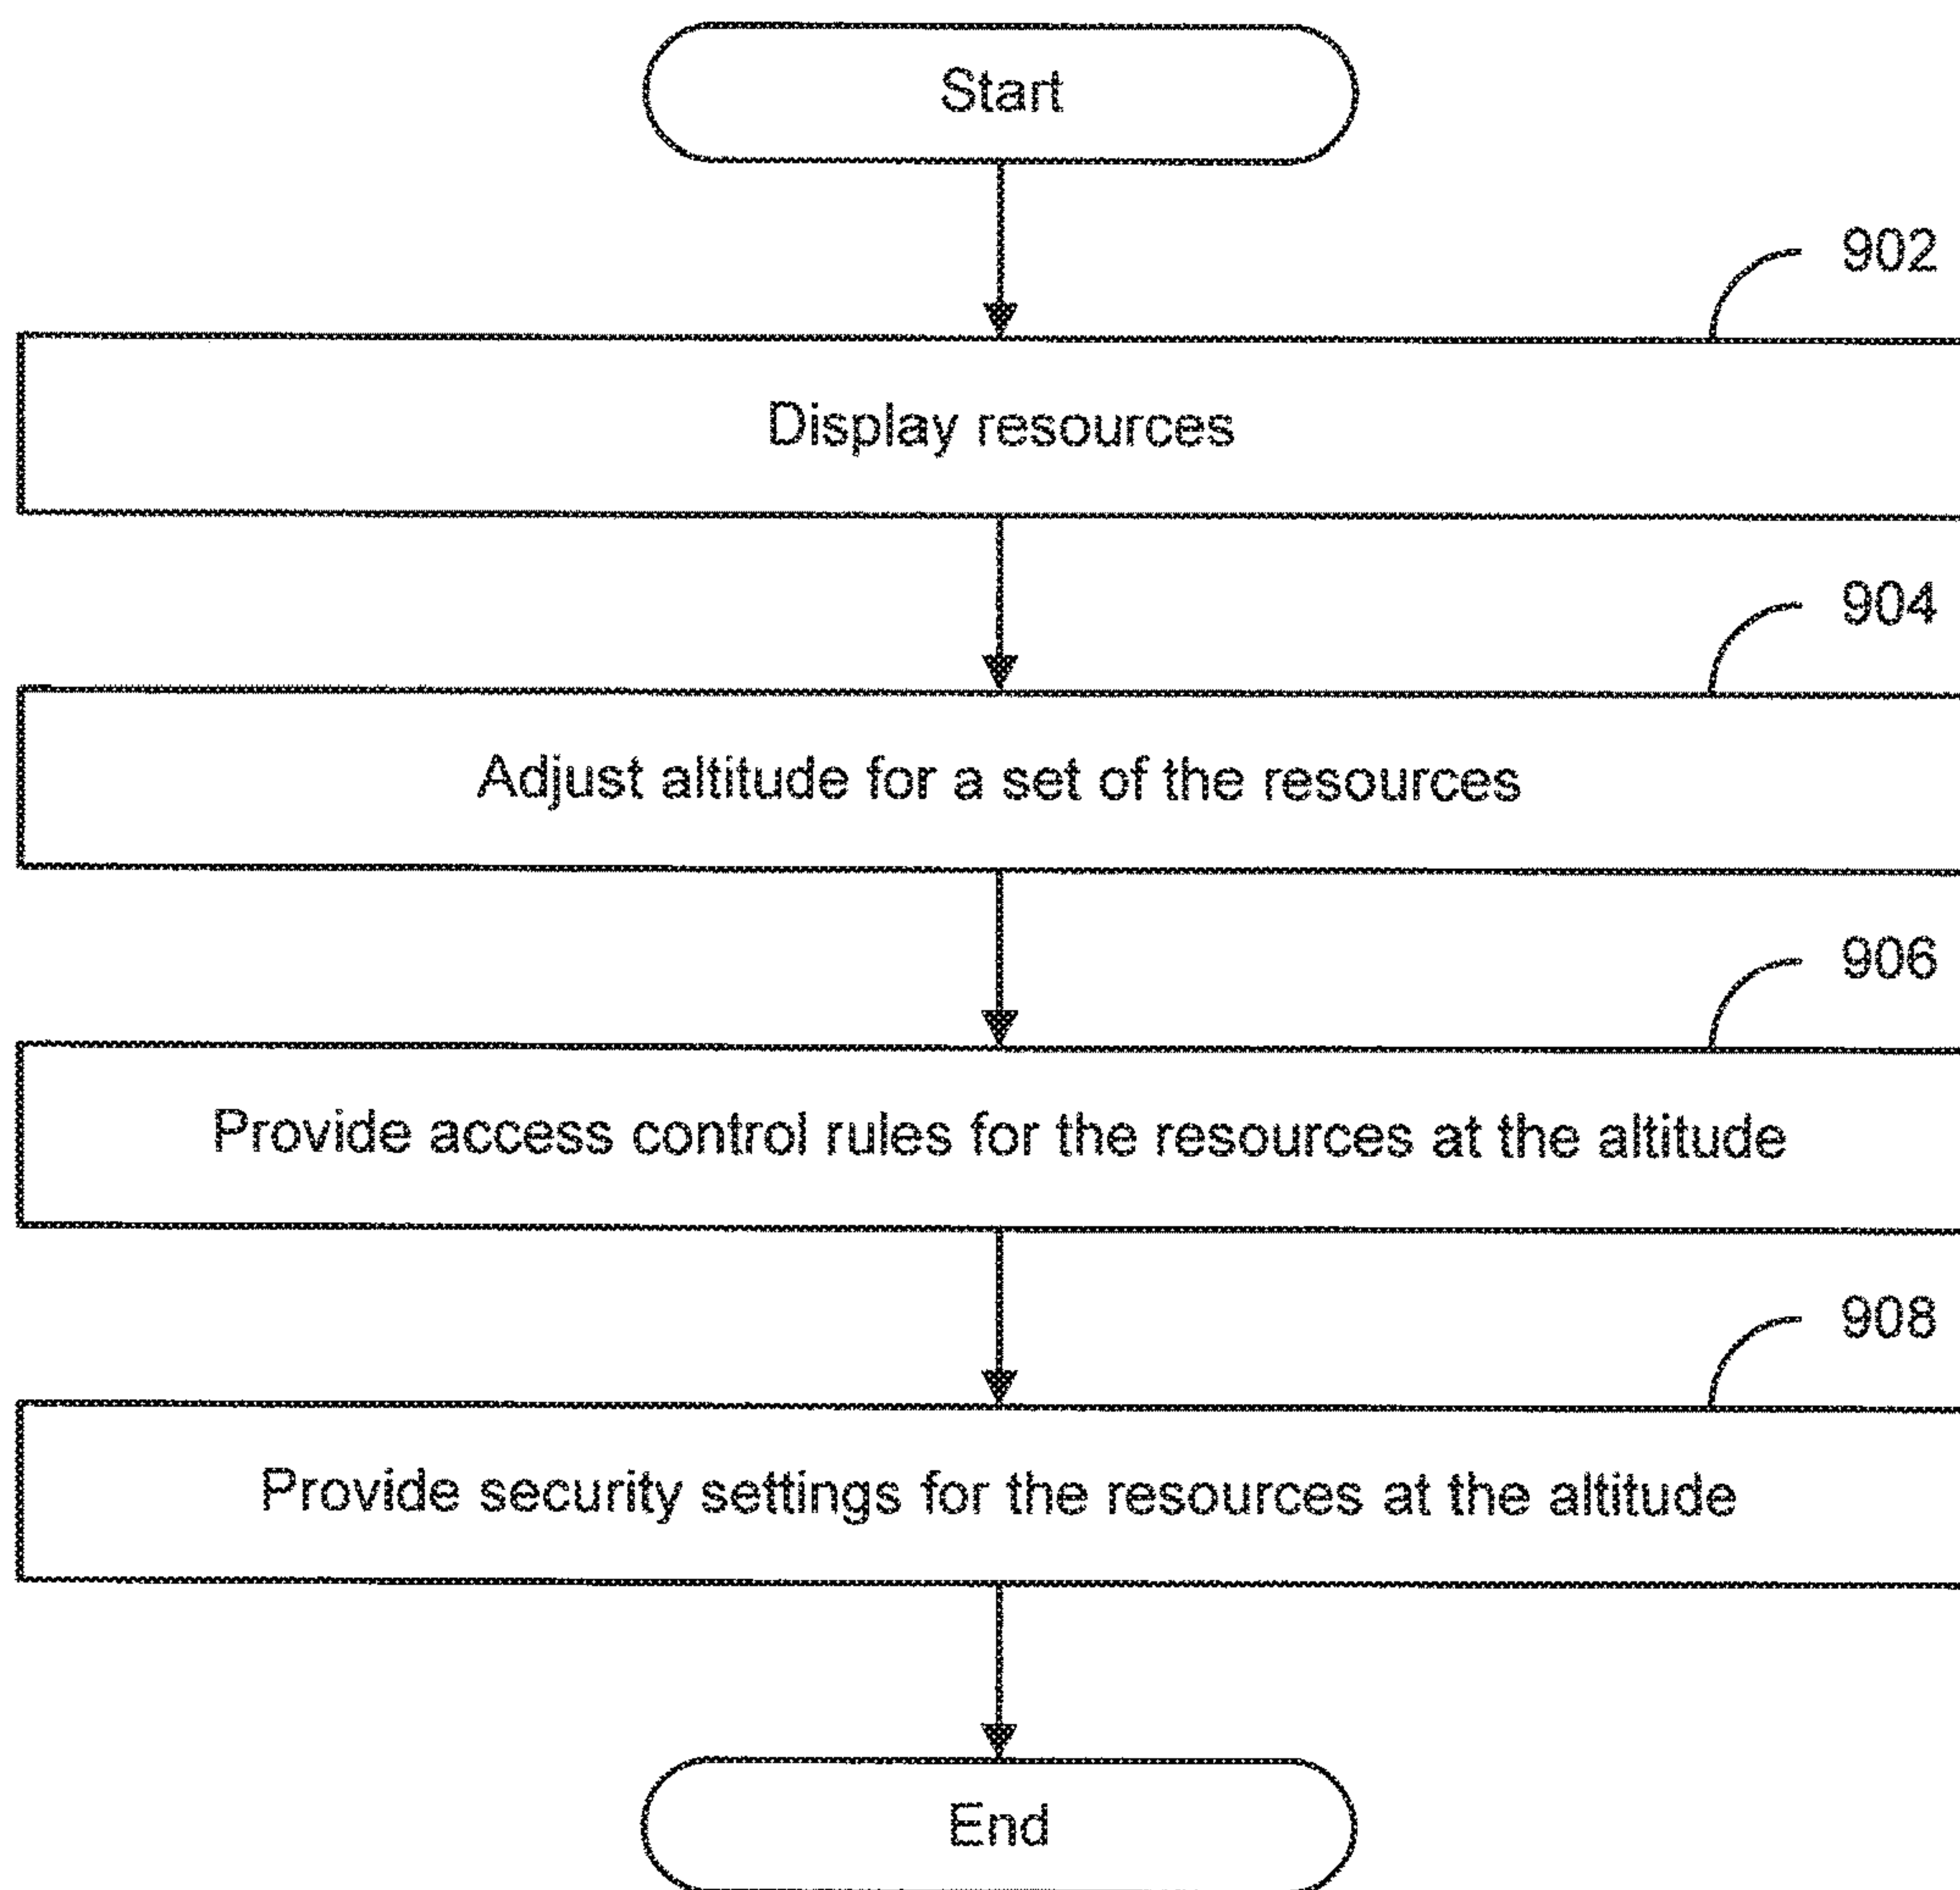 Start
902
Display resources
904
Adjust altitude for a set of the resources
906
Provide access control rules for the resources at the altitude
908
Provide security settings for the resources at the altitude
End